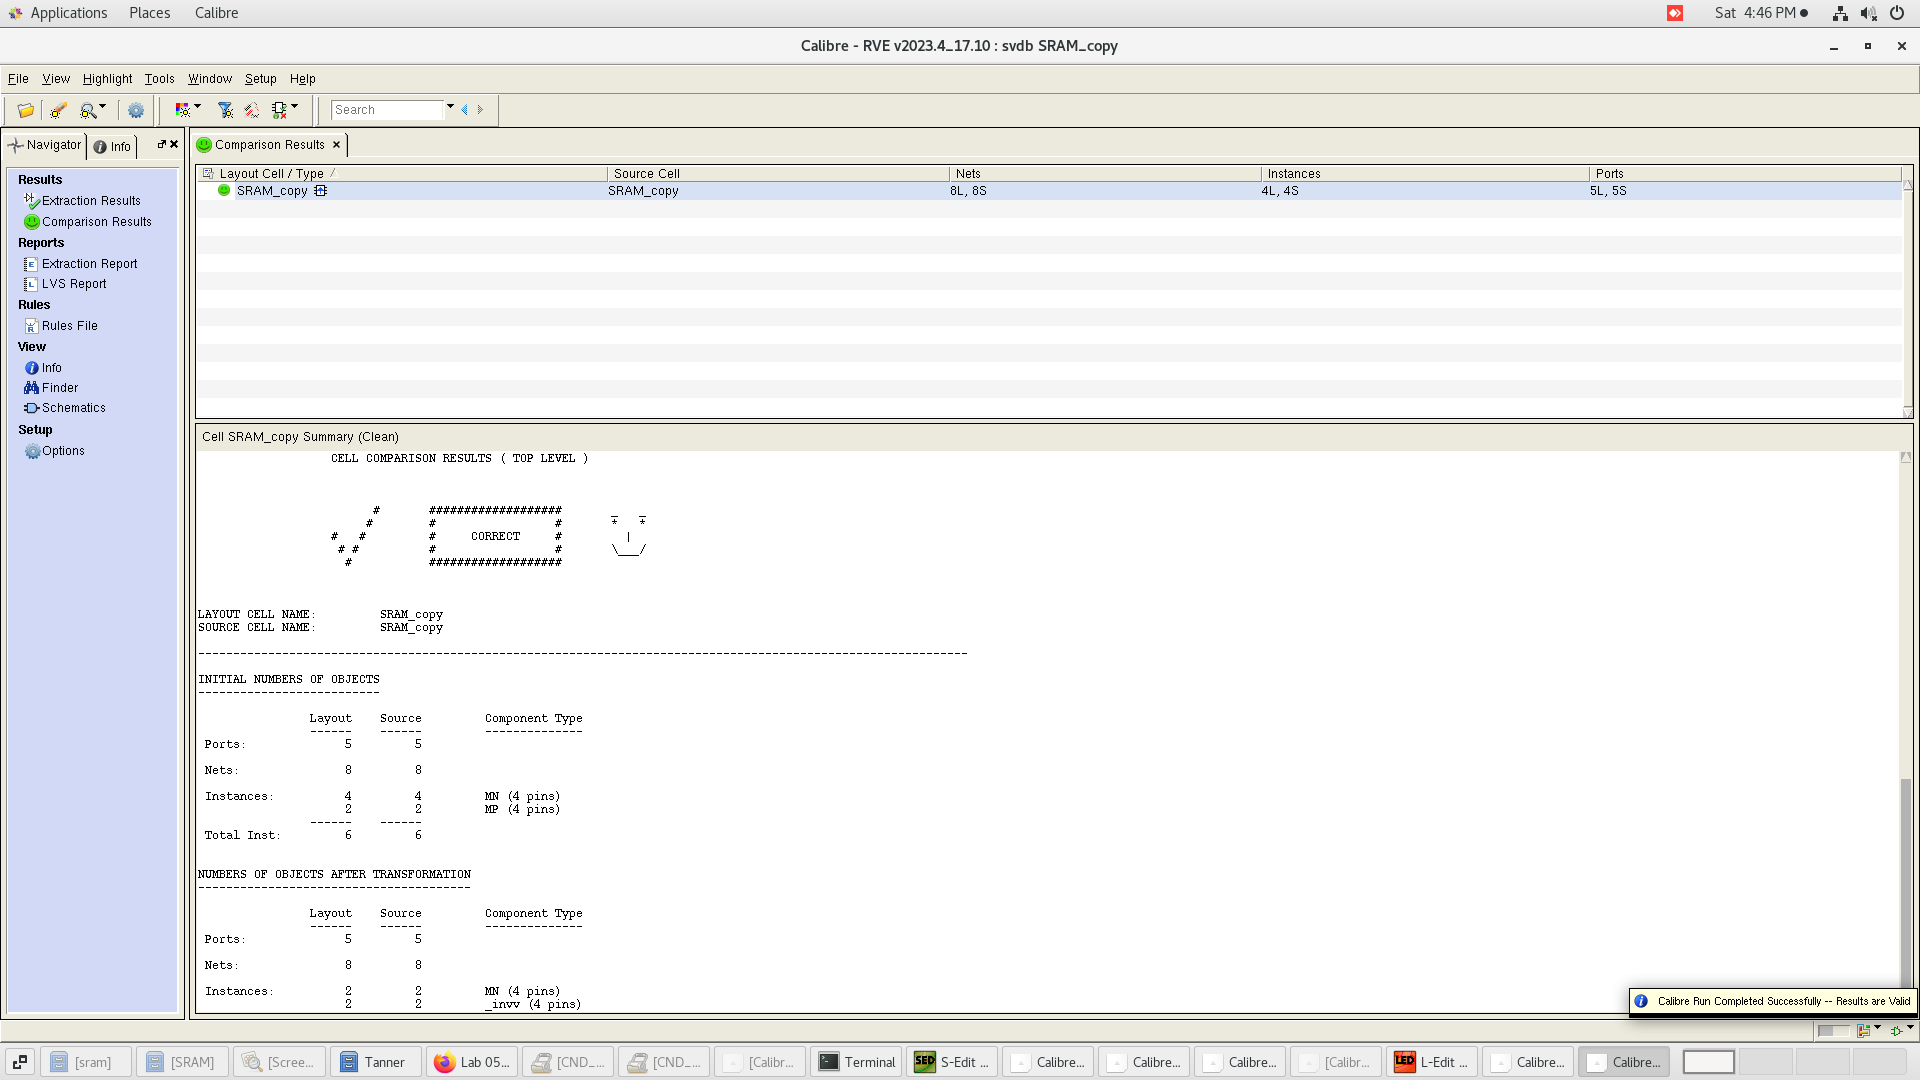 Applications Places Calibre Sat 4:46 PM
Calibre - RVE v2023.4_17.10 : svdb SRAM_copy
File View Highlight Tools Window Setup Help
Search
Navigator Info
Comparison Results
Results
Extraction Results
Comparison Results
Reports
Extraction Report
LVS Report
Rules
Rules File
View
Info
Finder
Schematics
Setup
Options
Layout Cell / Type Source Cell Nets Instances Ports
SRAM_copy SRAM_copy 8L, 8S 4L, 4S 5L, 5S
Cell SRAM_copy Summary (Clean)
CELL COMPARISON RESULTS ( TOP LEVEL )
# ################### _ _
# # # * *
# # # CORRECT # |
# # # # \___/
# ###################
LAYOUT CELL NAME: SRAM_copy
SOURCE CELL NAME: SRAM_copy
--------------------------------------------------------------------------------------------------------------
INITIAL NUMBERS OF OBJECTS
--------------------------
Layout Source Component Type
------ ------ --------------
Ports: 5 5
Nets: 8 8
Instances: 4 4 MN (4 pins)
2 2 MP (4 pins)
------ ------
Total Inst: 6 6
NUMBERS OF OBJECTS AFTER TRANSFORMATION
---------------------------------------
Layout Source Component Type
------ ------ --------------
Ports: 5 5
Nets: 8 8
Instances: 2 2 MN (4 pins)
2 2 _invv (4 pins)
Calibre Run Completed Successfully -- Results are Valid
[sram] [SRAM] [Scree... Tanner Lab 05... [CND_... [CND_... [Calibr... Terminal S-Edit ... Calibre... Calibre... Calibre... [Calibr... L-Edit ... Calibre... Calibre...